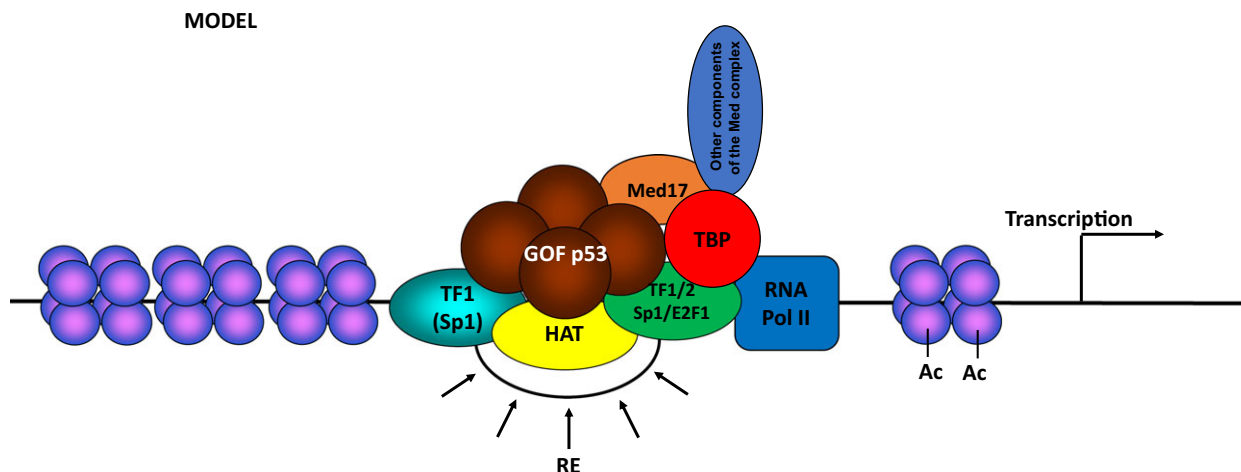 MODEL
Other components
of the Med complex
Med17
Transcription
GOF p53
TBP
TF1
(Sp1)
TF1/2
Sp1/E2F1
RNA
Pol II
HAT
Ac
Ac
RE